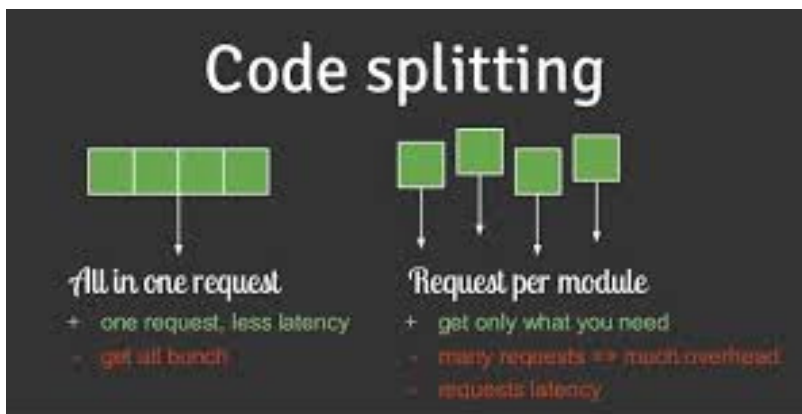 Code splitting
All in one request
+ one request, less latency
- get all bunch
Request per module
+ get only what you need
- many requests => much overhead
- requests latency